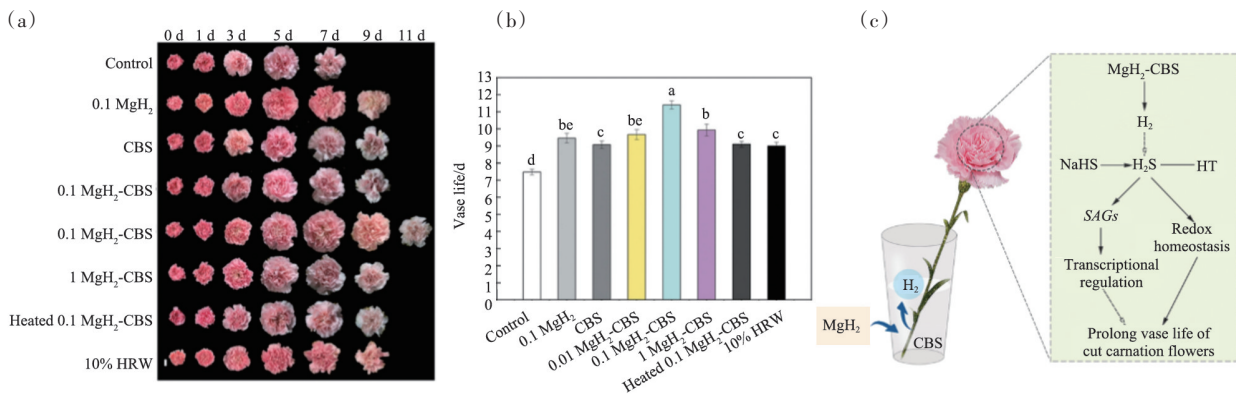 (a)
0 d 1 d 3 d 5 d 7 d 9 d 11 d
Control
0.1 MgH₂
CBS
0.1 MgH₂-CBS
0.1 MgH₂-CBS
1 MgH₂-CBS
Heated 0.1 MgH₂-CBS
10% HRW
(b)
Vase life/d
13
12
11
10
9
8
7
6
5
4
3
2
1
0
d
be
c
be
a
b
c
c
Control
0.1 MgH₂
CBS
0.01 MgH₂-CBS
0.1 MgH₂-CBS
1 MgH₂-CBS
Heated 0.1 MgH₂-CBS
10% HRW
(c)
MgH₂
H₂
CBS
MgH₂-CBS
H₂
NaHS H₂S HT
SAGs
Redox
homeostasis
Transcriptional
regulation
Prolong vase life of
cut carnation flowers